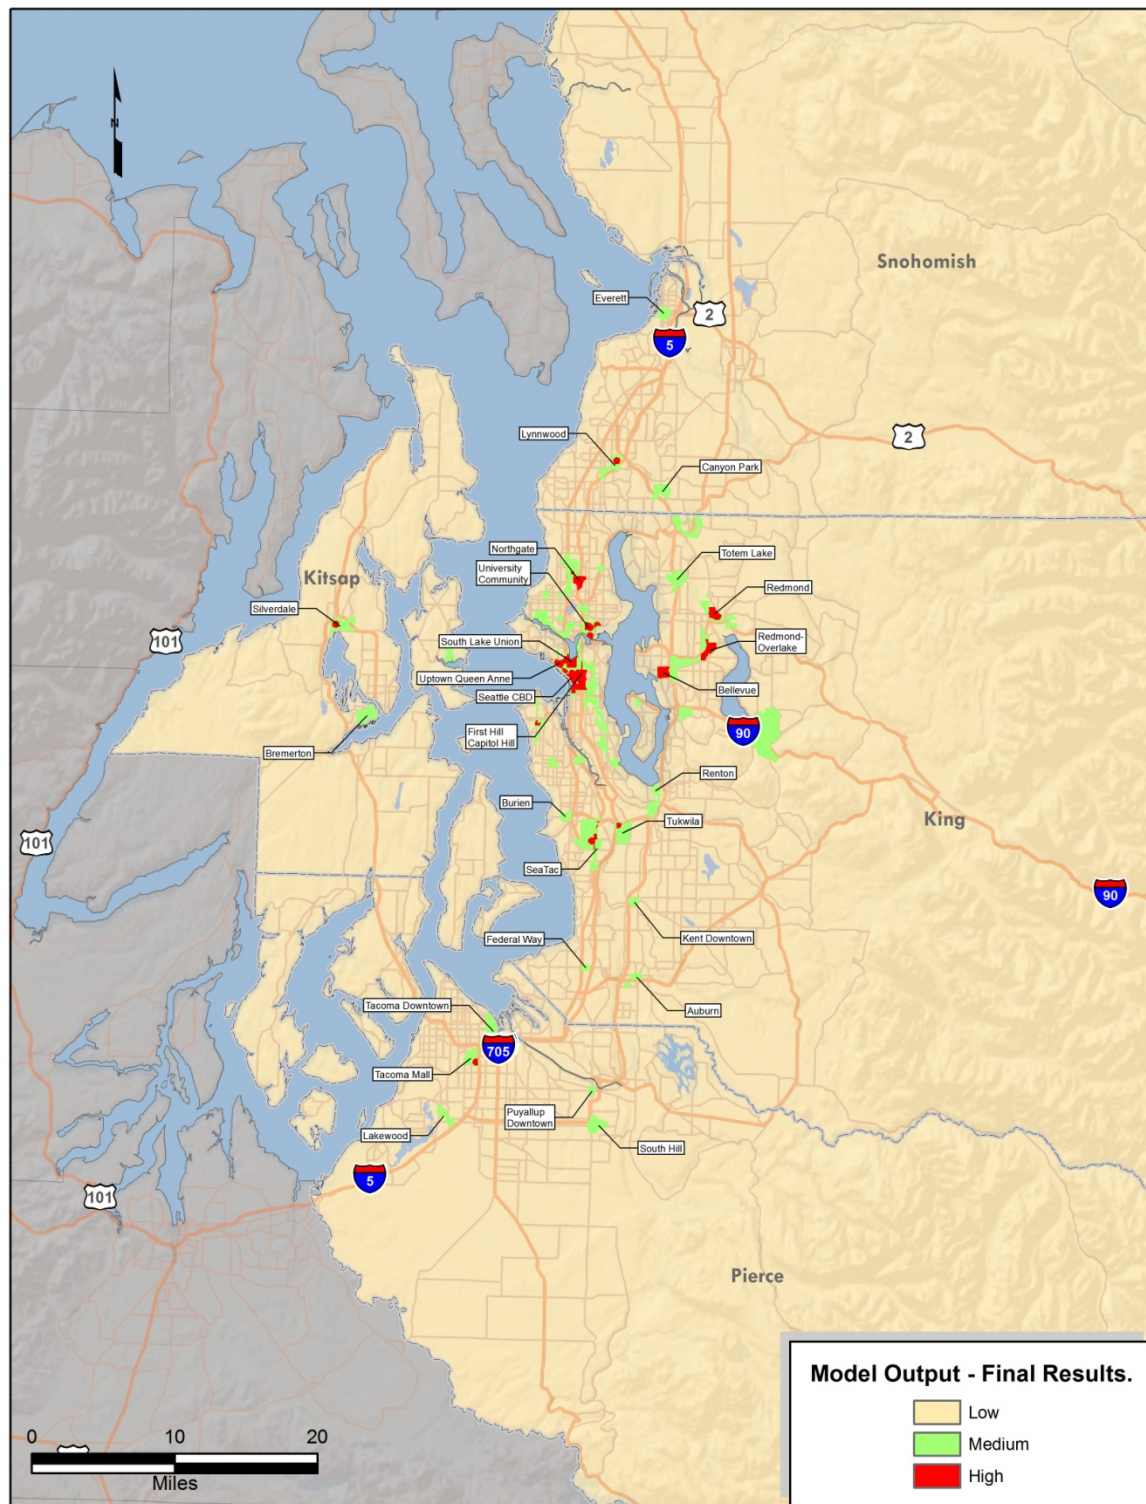 N
Snohomish
Everett
2
5
Lynnwood
2
Canyon Park
Northgate
Totem Lake
University
Community
Kitsap
Redmond
Silverdale
101
South Lake Union
Redmond-
Overlake
Uptown Queen Anne
Bellevue
Seattle CBD
First Hill
Capitol Hill
90
Bremerton
Renton
Burien
Tukwila
King
101
SeaTac
90
Federal Way
Kent Downtown
Tacoma Downtown
Auburn
705
Tacoma Mall
Puyallup
Downtown
Lakewood
South Hill
5
101
Pierce
Model Output - Final Results.
Low
Medium
High
0 10 20
Miles